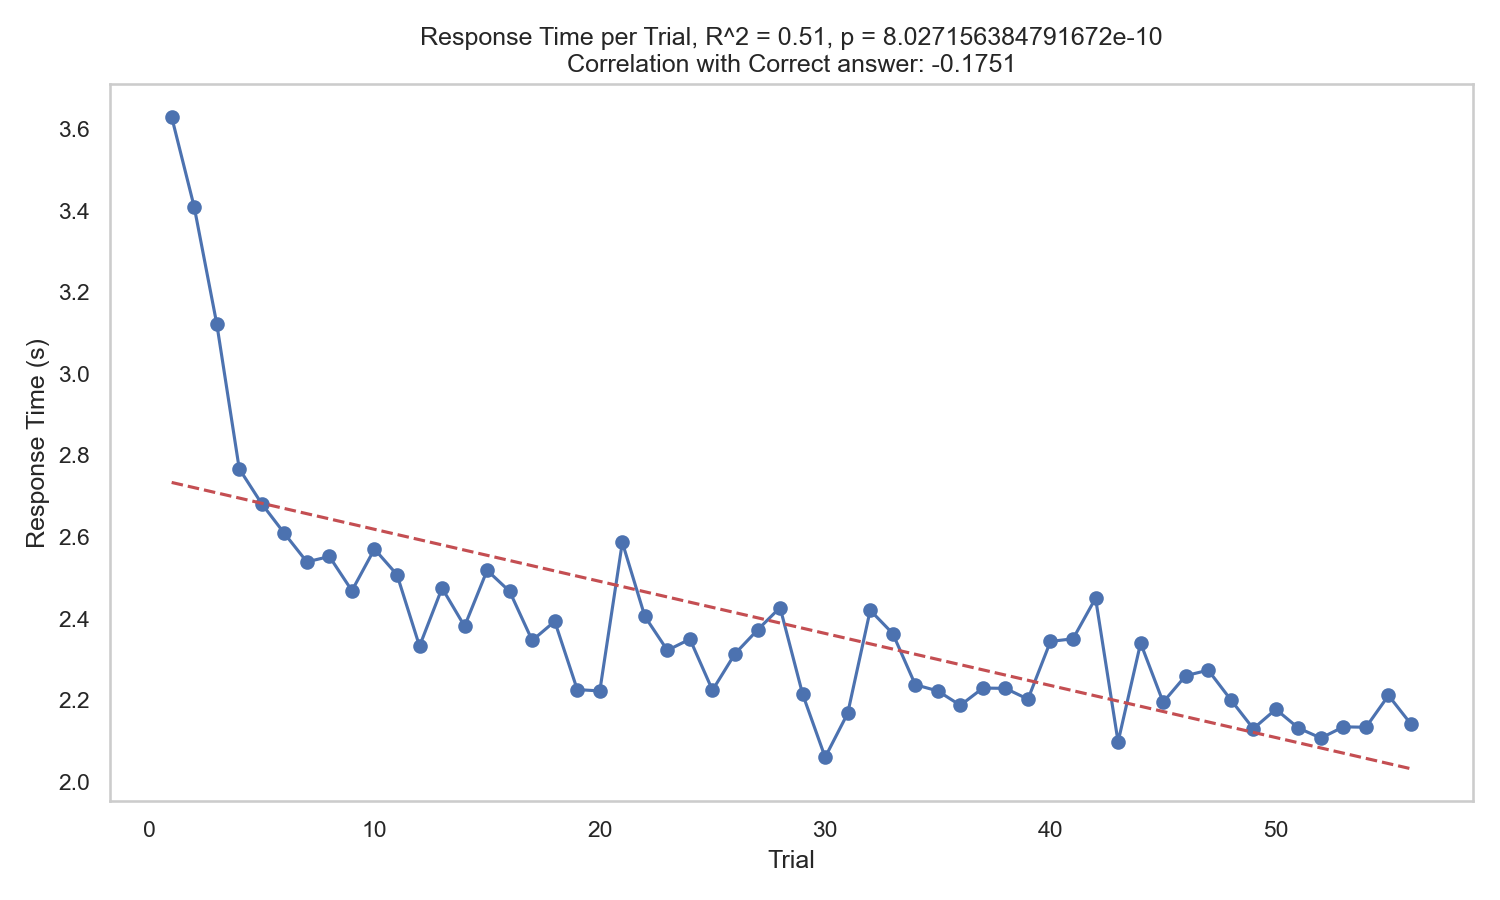 Response Time per Trial, R^2 = 0.51, p = 8.027156384791672e-10
Correlation with Correct answer: -0.1751
3.6
3.4
3.2
3.0
2.8
2.6
2.4
2.2
2.0
Response Time (s)
0 10 20 30 40 50
Trial